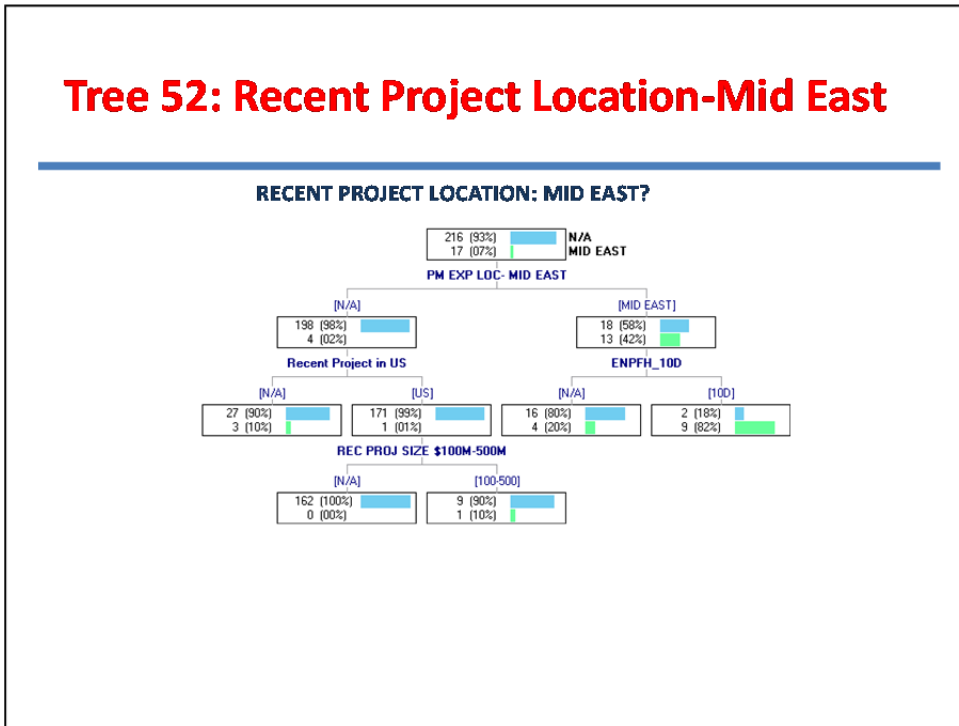 Tree 52: Recent Project Location-Mid East
RECENT PROJECT LOCATION: MID EAST?
216 (93%) N/A
17 (07%) MID EAST
PM EXP LOC- MID EAST
[N/A] [MID EAST]
198 (98%) 18 (58%)
4 (02%) 13 (42%)
Recent Project in US ENPFH_10D
[N/A] [US] [N/A] [10D]
27 (90%) 171 (99%) 16 (80%) 2 (18%)
3 (10%) 1 (01%) 4 (20%) 9 (82%)
REC PROJ SIZE $100M-500M
[N/A] [100-500]
162 (100%) 9 (90%)
0 (00%) 1 (10%)